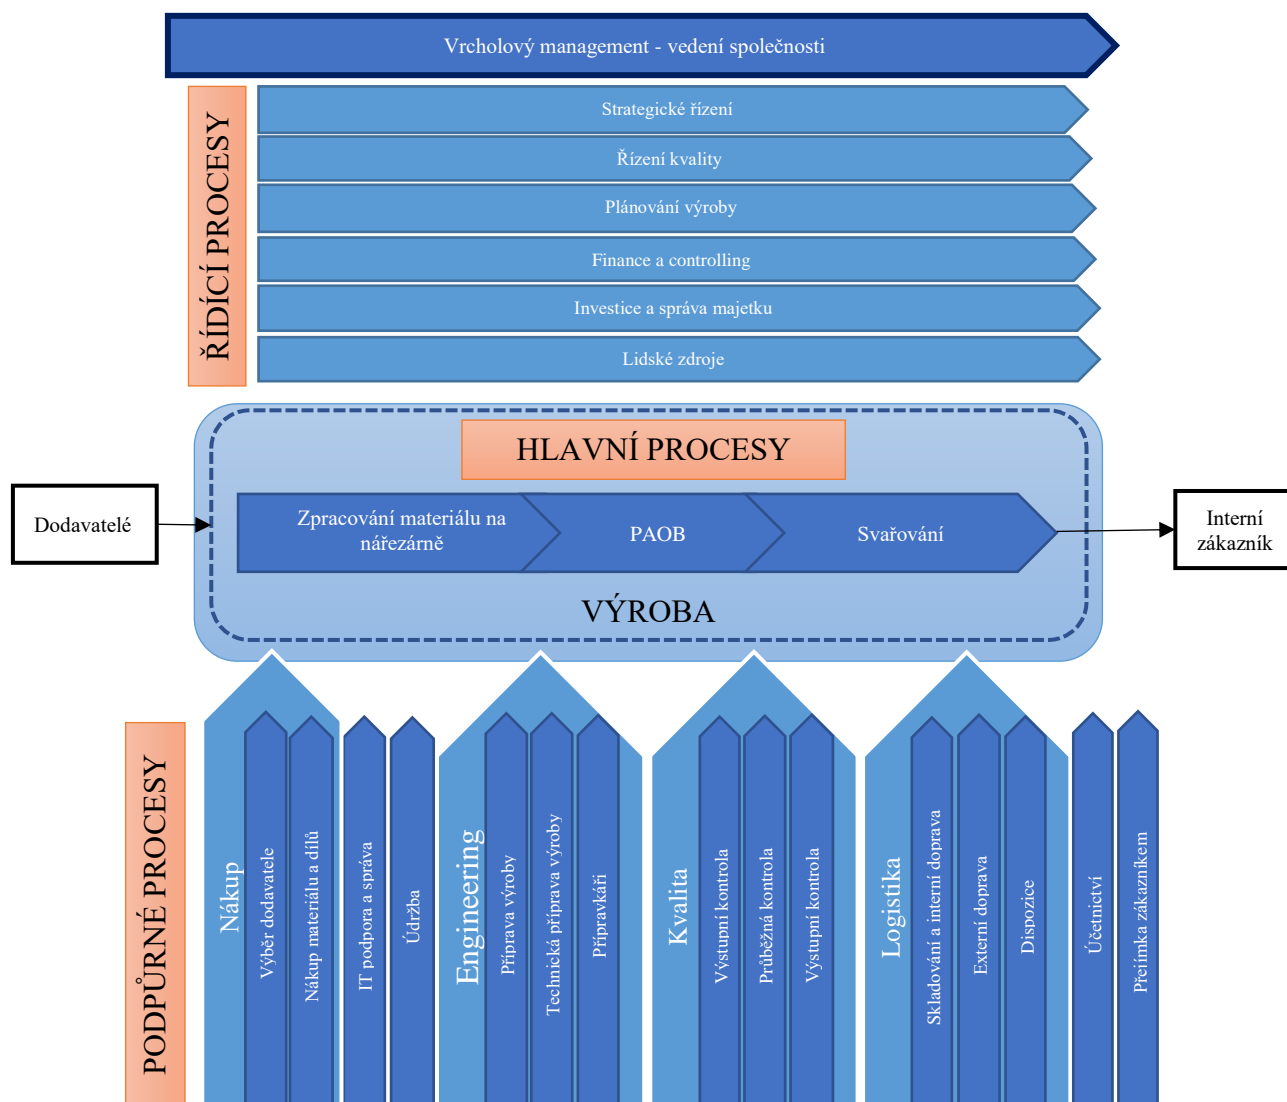 Vrcholový management - vedení společnosti
ŘÍDÍCÍ PROCESY
Strategické řízení
Řízení kvality
Plánování výroby
Finance a controlling
Investice a správa majetku
Lidské zdroje
HLAVNÍ PROCESY
Dodavatelé
Zpracování materiálu na
nářezárně
PAOB
Svařování
Interní
zákazník
VÝROBA
PODPŮRNÉ PROCESY
Nákup
Výběr dodavatele
Nákup materiálu a dílů
IT podpora a správa
Údržba
Engineering
Příprava výroby
Technická příprava výroby
Přípravkáři
Kvalita
Výstupní kontrola
Průběžná kontrola
Výstupní kontrola
Logistika
Skladování a interní doprava
Externí doprava
Dispozice
Účetnictví
Přejímka zákazníkem